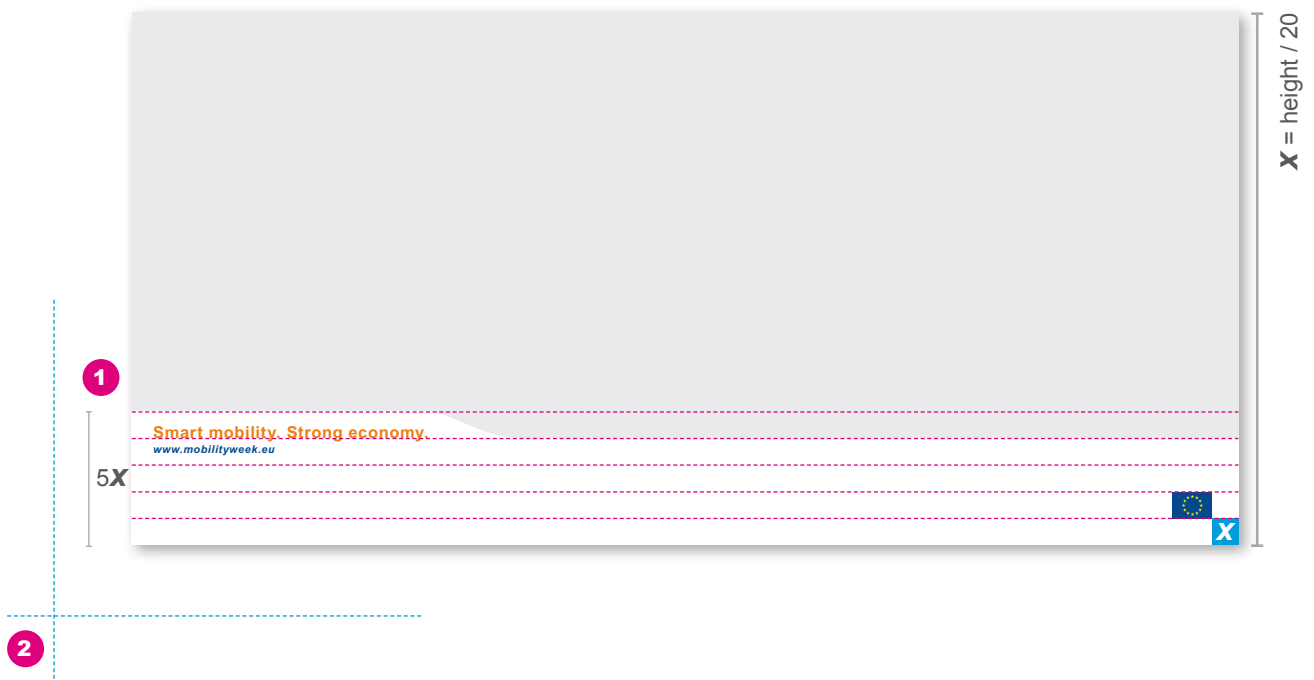 X = height / 20
1
Smart mobility. Strong economy.
www.mobilityweek.eu
5X
X
2